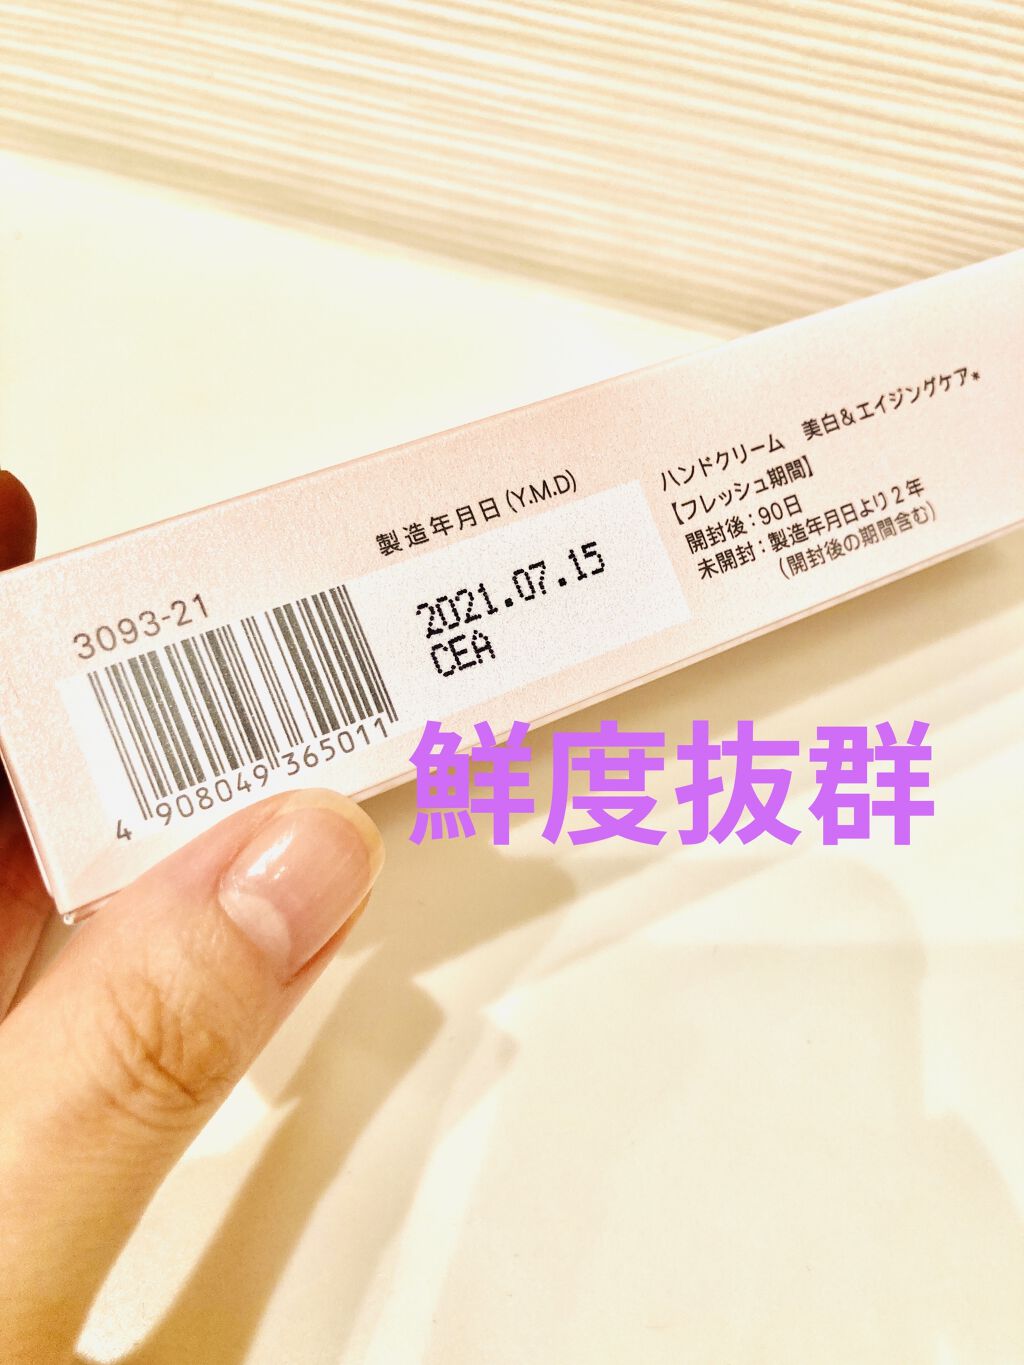 3093-21
4 908049 365011
製造年月日(Y.M.D)
2021.07.15
CEA
ハンドクリーム 美白&エイジングケア*
【フレッシュ期間】
開封後:90日
未開封:製造年月日より2年
(開封後の期間含む)
鮮度抜群